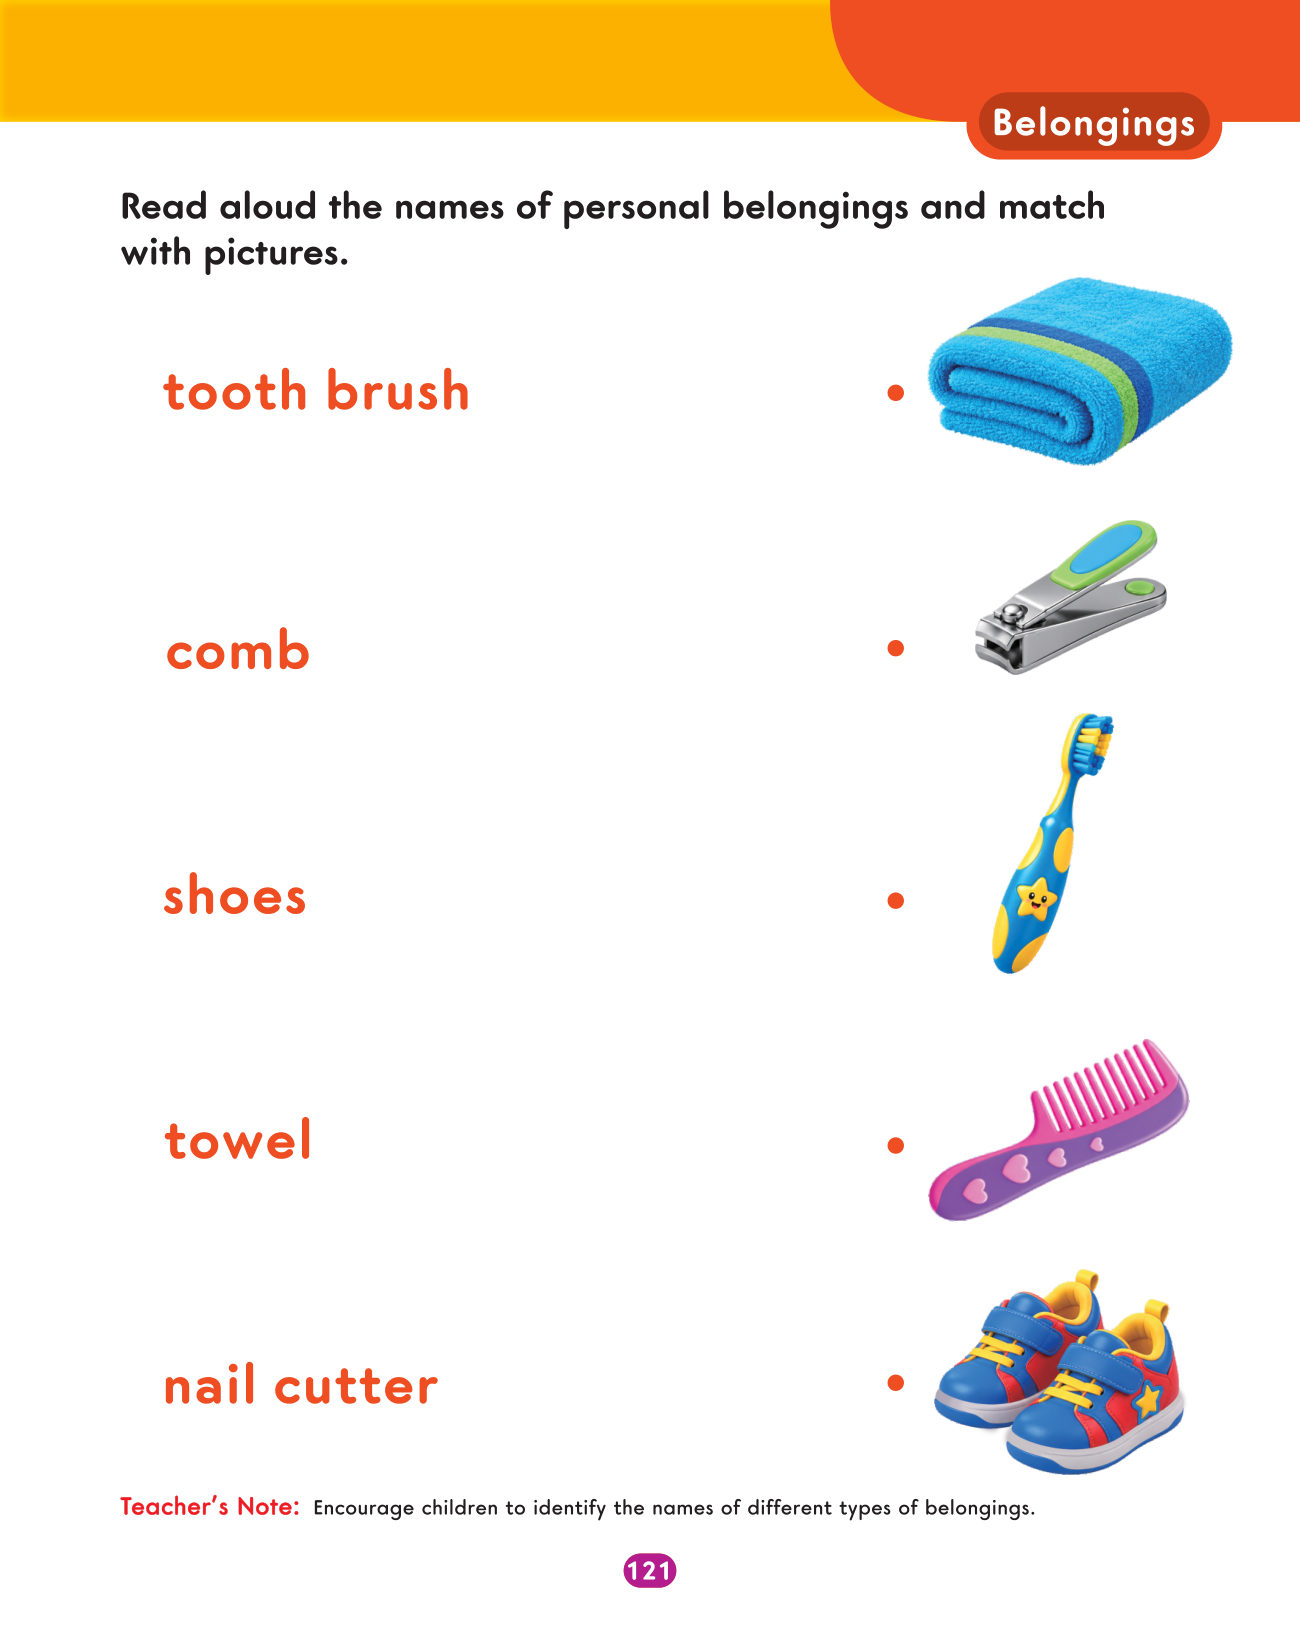 Belongings
Read aloud the names of personal belongings and match
with pictures.
tooth brush
comb
shoes
towel
nail cutter
Teacher's Note: Encourage children to identify the names of different types of belongings.
121